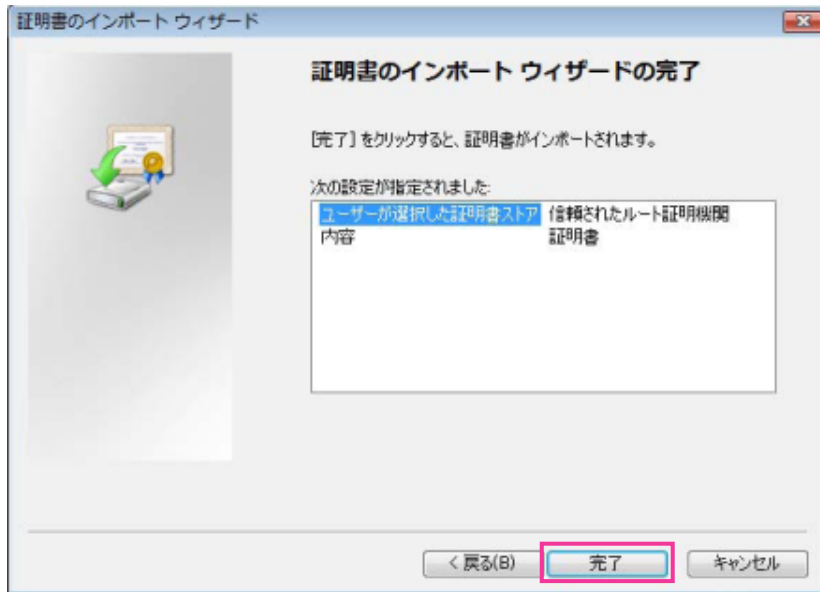 証明書のインポート ウィザード
証明書のインポート ウィザードの完了
[完了] をクリックすると、証明書がインポートされます。
次の設定が指定されました:
ユーザーが選択した証明書ストア 信頼されたルート証明機関
内容 証明書
< 戻る(B) 完了 キャンセル